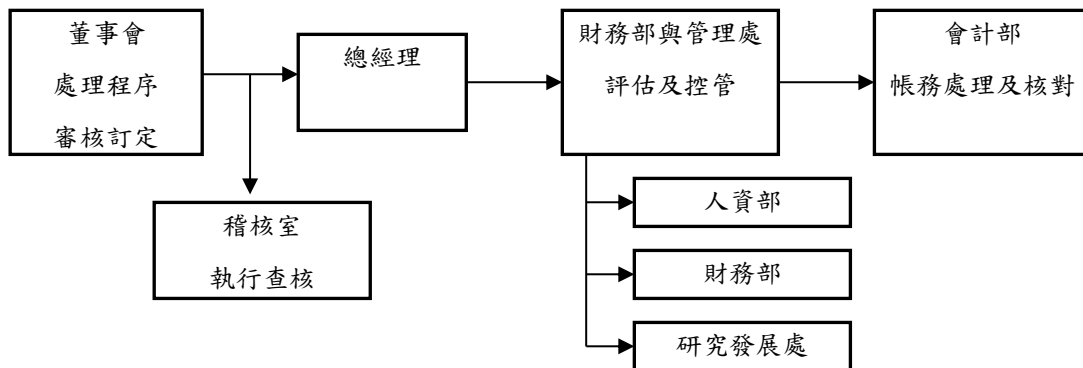 董事會
處理程序
審核訂定
總經理
財務部與管理處
評估及控管
會計部
帳務處理及核對
稽核室
執行查核
人資部
財務部
研究發展處